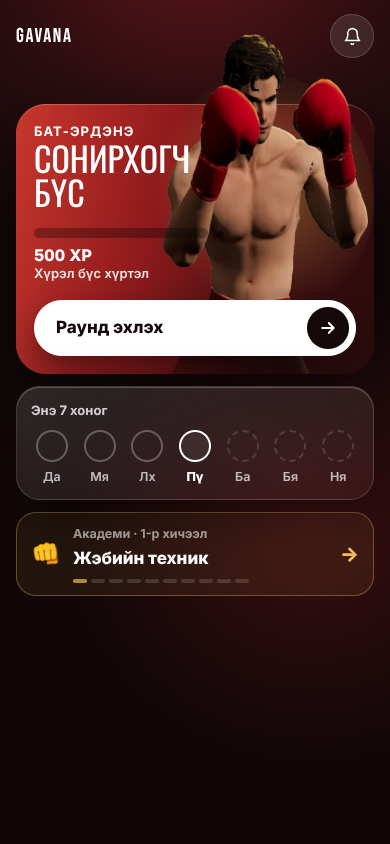 GAVANA
БАТ-ЭРДЭНЭ
СОНИРХОГЧ
БҮС
500 XP
Хүрэл бүс хүртэл
Раунд эхлэх
Энэ 7 хоног
Да Мя Лх Пү Ба Бя Ня
Академи · 1-р хичээл
Жэбийн техник